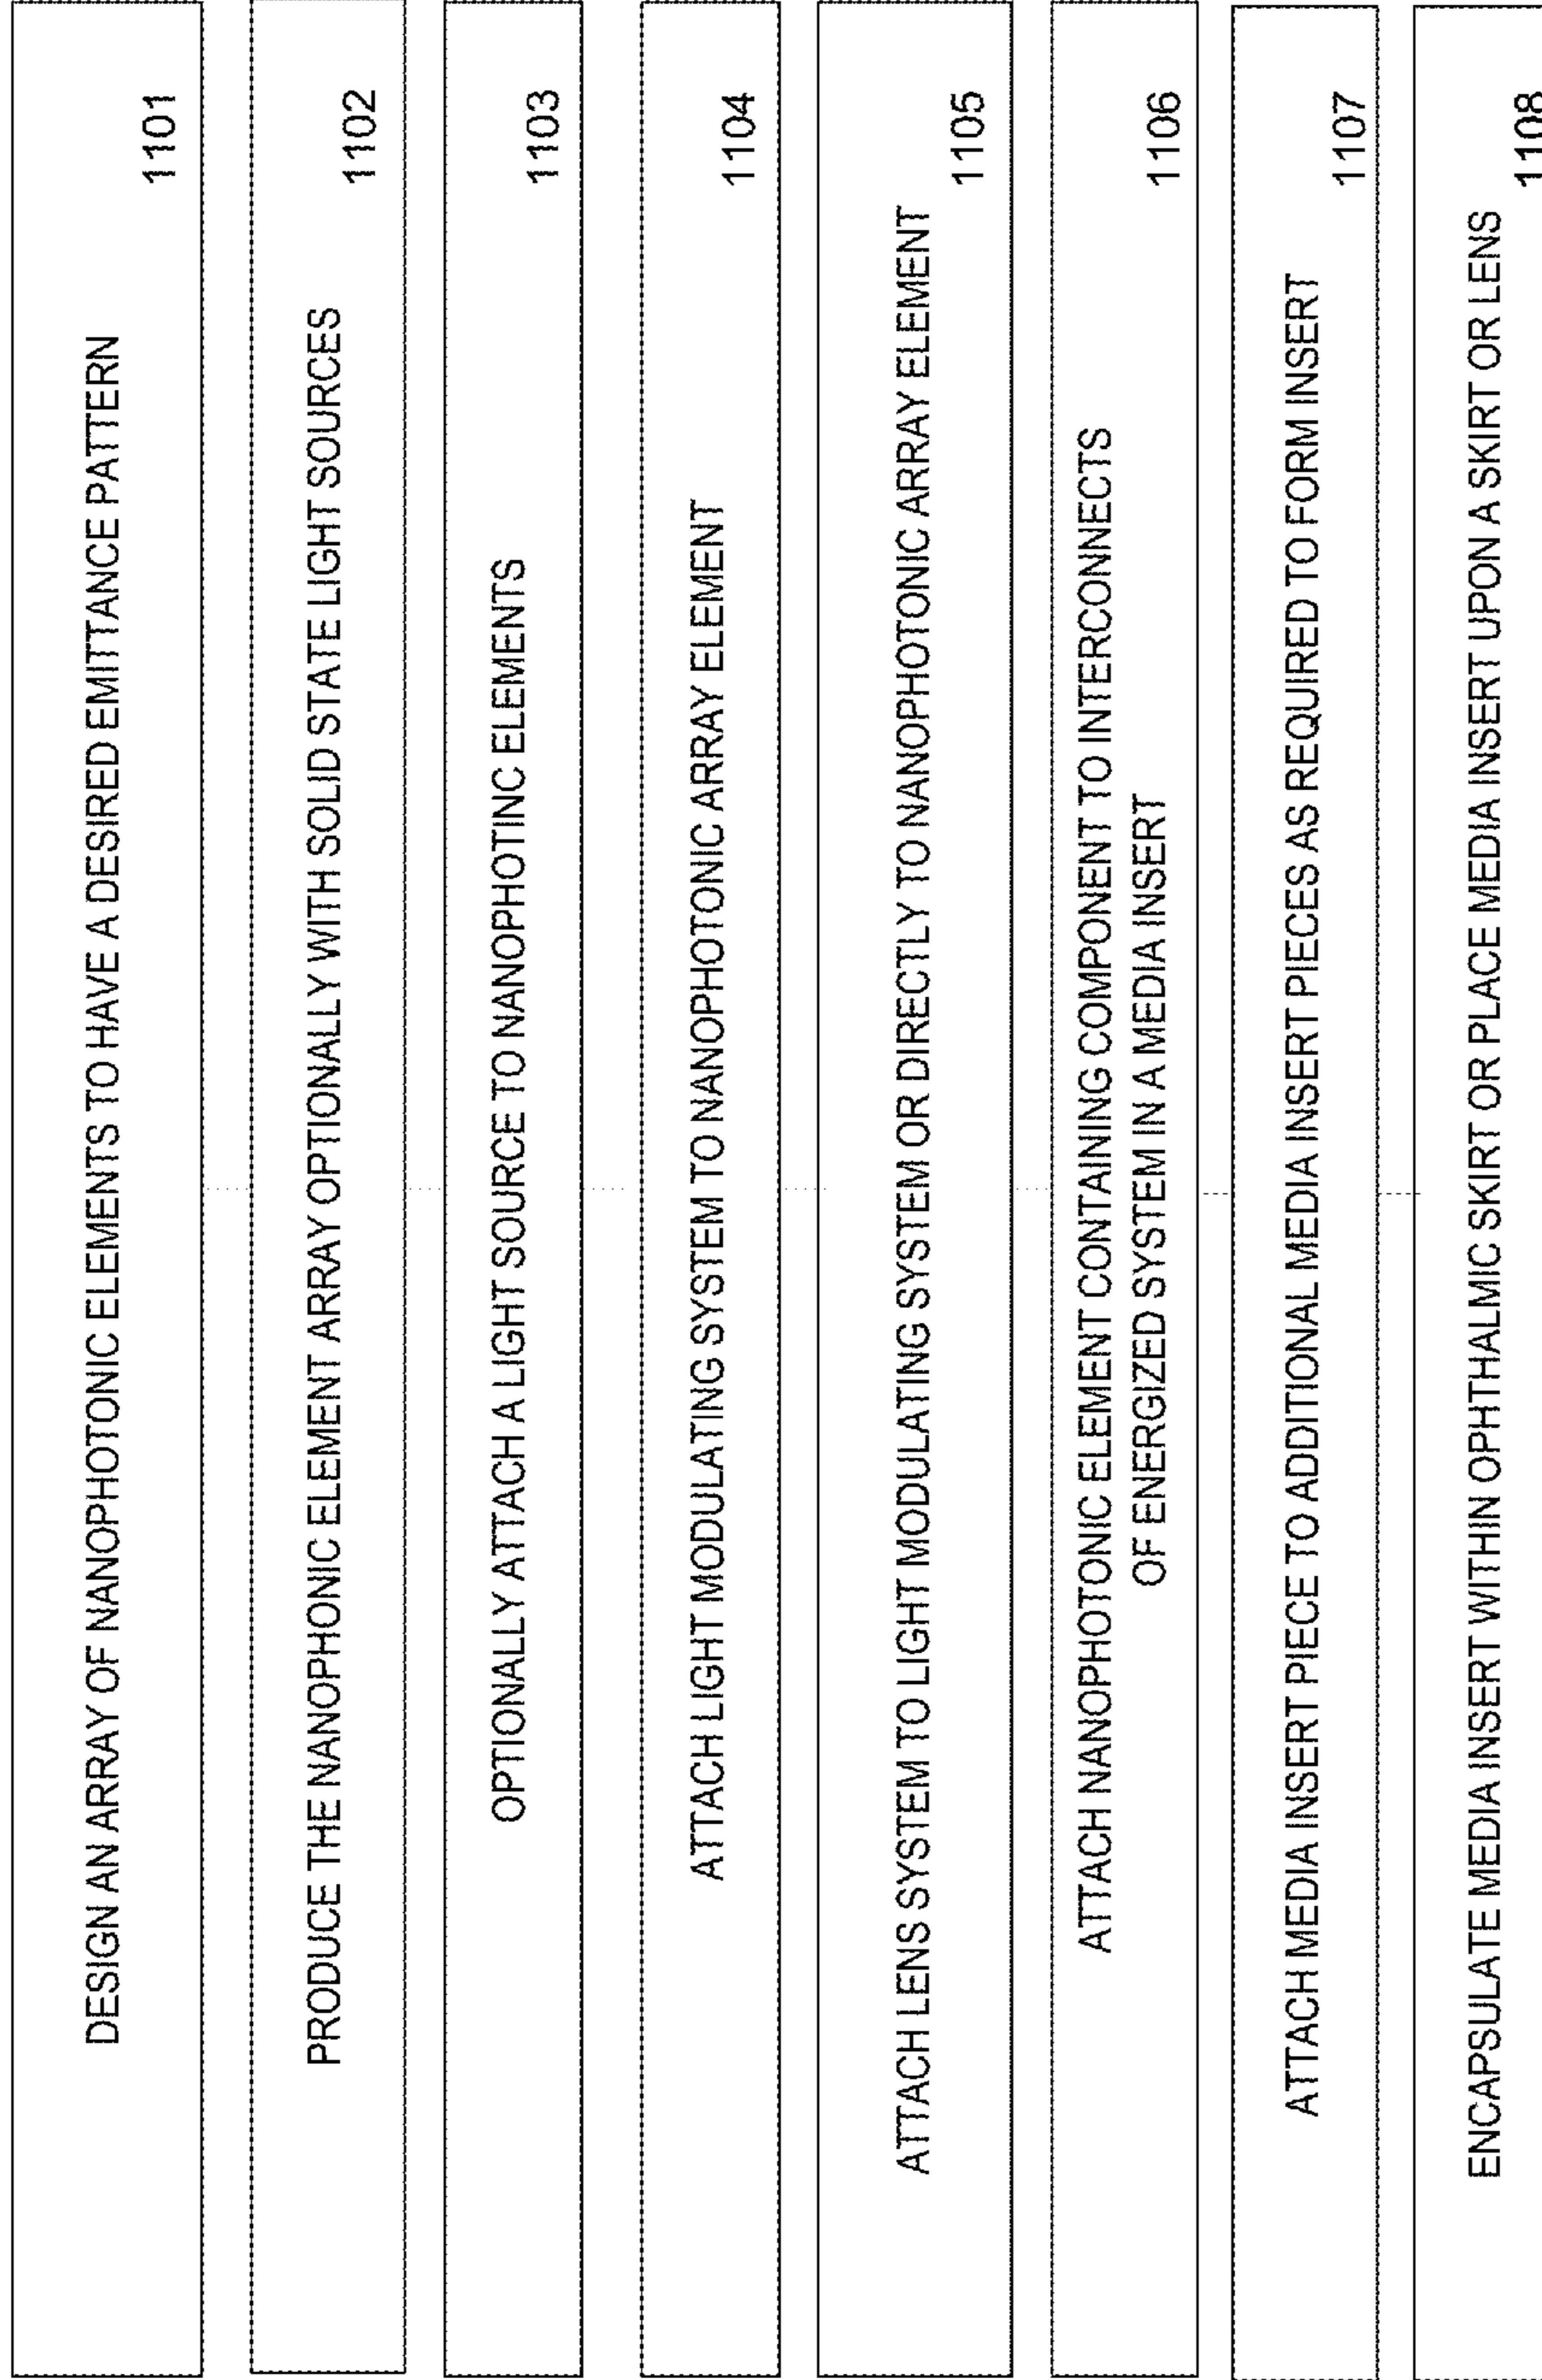 DESIGN AN ARRAY OF NANOPHOTONIC ELEMENTS TO HAVE A DESIRED EMITTANCE PATTERN
1101
PRODUCE THE NANOPHONIC ELEMENT ARRAY OPTIONALLY WITH SOLID STATE LIGHT SOURCES
1102
OPTIONALLY ATTACH A LIGHT SOURCE TO NANOPHOTINC ELEMENTS
1103
ATTACH LIGHT MODULATING SYSTEM TO NANOPHOTONIC ARRAY ELEMENT
1104
ATTACH LENS SYSTEM TO LIGHT MODULATING SYSTEM OR DIRECTLY TO NANOPHOTONIC ARRAY ELEMENT
1105
ATTACH NANOPHOTONIC ELEMENT CONTAINING COMPONENT TO INTERCONNECTS
OF ENERGIZED SYSTEM IN A MEDIA INSERT
1106
ATTACH MEDIA INSERT PIECE TO ADDITIONAL MEDIA INSERT PIECES AS REQUIRED TO FORM INSERT
1107
ENCAPSULATE MEDIA INSERT WITHIN OPHTHALMIC SKIRT OR PLACE MEDIA INSERT UPON A SKIRT OR LENS
1108